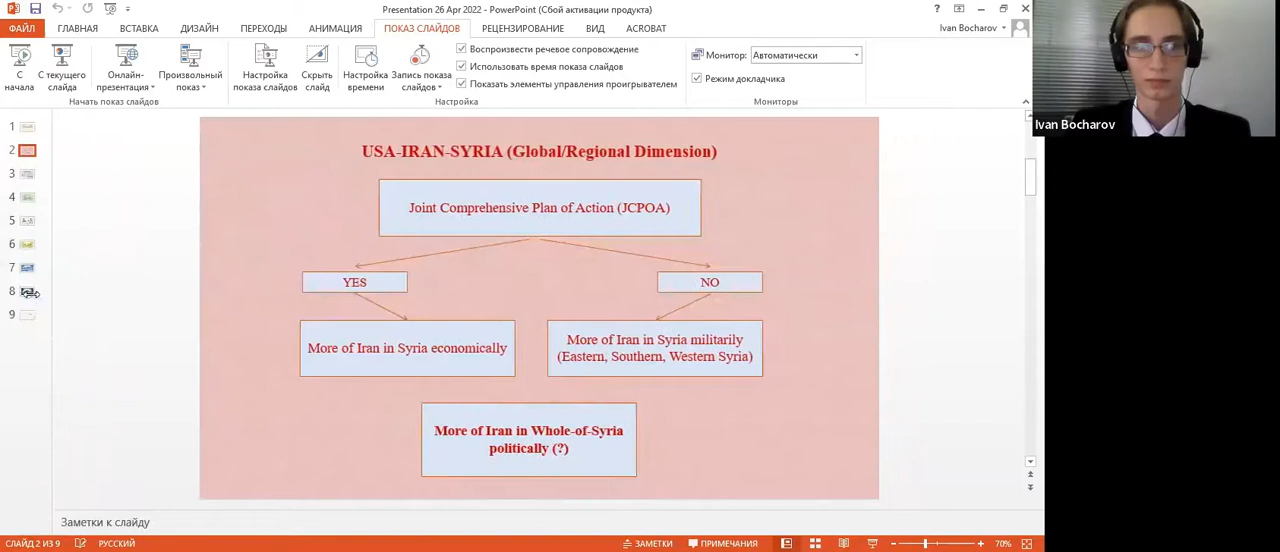 Presentation 26 Apr 2022 - PowerPoint (Сбой активации продукта)
ФАЙЛ ГЛАВНАЯ ВСТАВКА ДИЗАЙН ПЕРЕХОДЫ АНИМАЦИЯ ПОКАЗ СЛАЙДОВ РЕЦЕНЗИРОВАНИЕ ВИД ACROBAT Ivan Bocharov
С начала
С текущего слайда
Онлайн-презентация
Произвольный показ
Начать показ слайдов
Настройка показа слайдов
Скрыть слайд
Настройка времени
Запись показа слайдов
Воспроизвести речевое сопровождение
Использовать время показа слайдов
Показать элементы управления проигрывателем
Настройка
Монитор: Автоматически
Режим докладчика
Мониторы
Ivan Bocharov
1
2
3
4
5
6
7
8
9
USA-IRAN-SYRIA (Global/Regional Dimension)
Joint Comprehensive Plan of Action (JCPOA)
YES
NO
More of Iran in Syria economically
More of Iran in Syria militarily
(Eastern, Southern, Western Syria)
More of Iran in Whole-of-Syria
politically (?)
Заметки к слайду
СЛАЙД 2 ИЗ 9 РУССКИЙ ЗАМЕТКИ ПРИМЕЧАНИЯ 70%